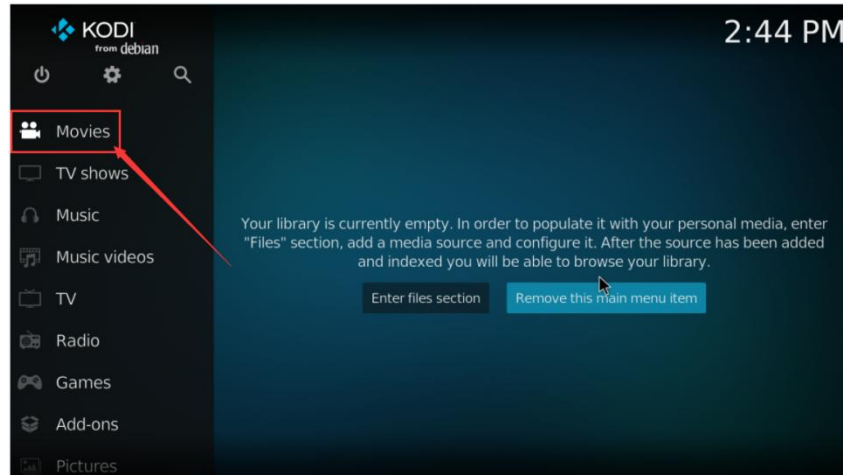 KODI
from debian
2:44 PM
Movies
TV shows
Music
Music videos
TV
Radio
Games
Add-ons
Pictures
Your library is currently empty. In order to populate it with your personal media, enter
"Files" section, add a media source and configure it. After the source has been added
and indexed you will be able to browse your library.
Enter files section
Remove this main menu item